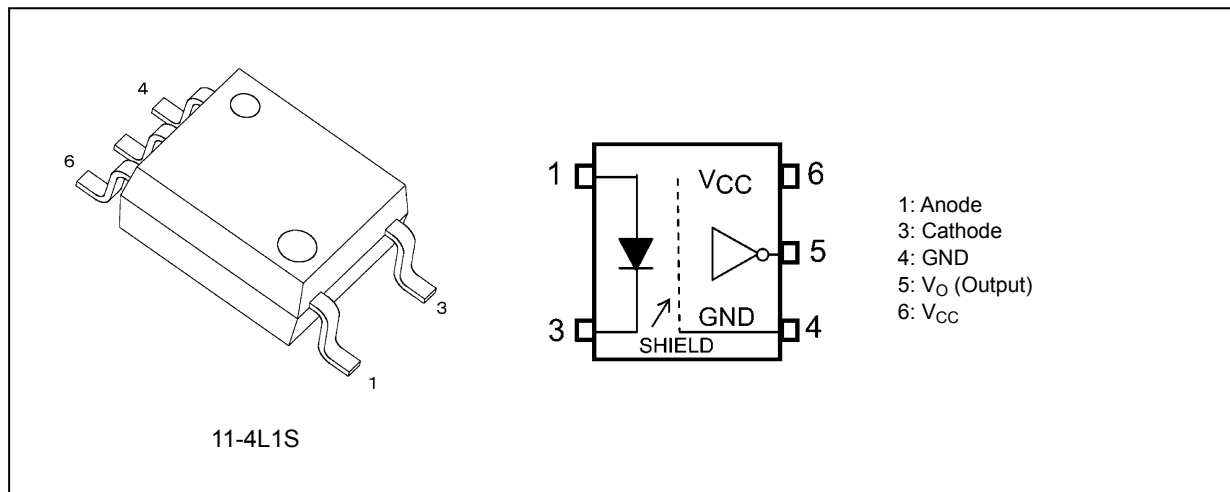 4
6
3
1
11-4L1S
1
3
VCC
GND
SHIELD
6
5
4
1: Anode
3: Cathode
4: GND
5: VO (Output)
6: VCC